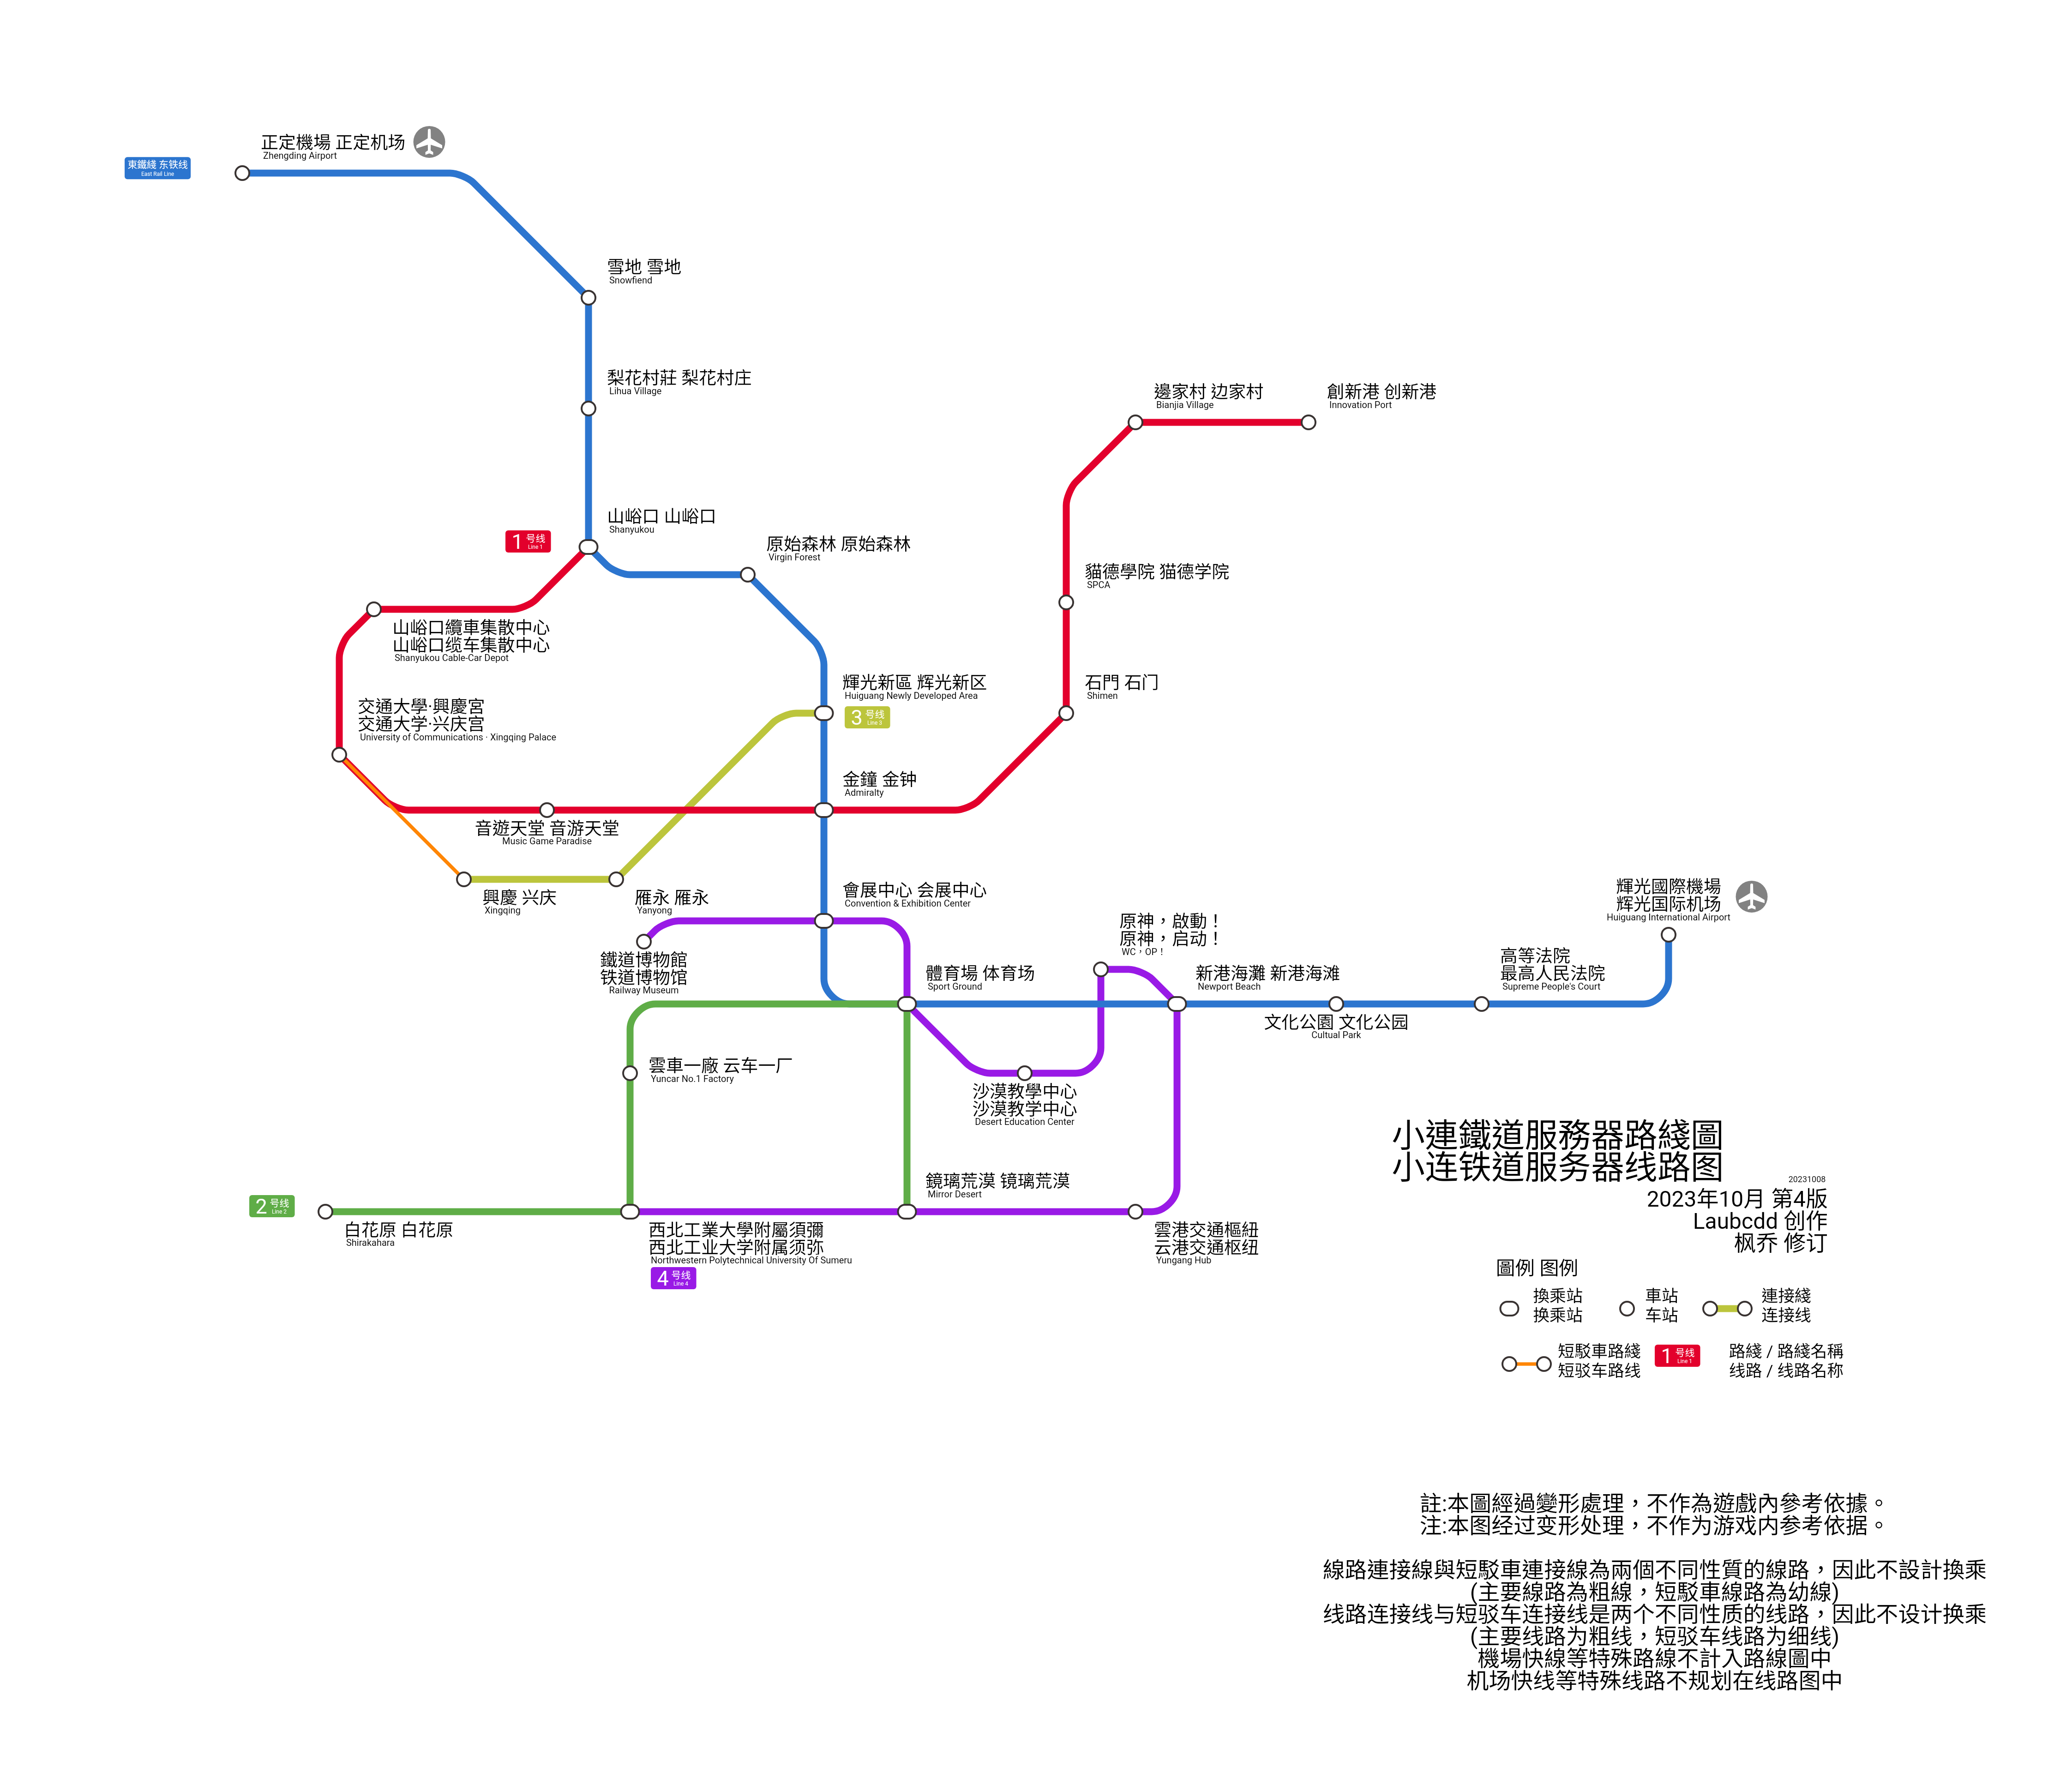 正定機場 正定机场
Zhengding Airport
東鐵綫 东铁线
East Rail Line
雪地 雪地
Snowfiend
梨花村莊 梨花村庄
Lihua Village
邊家村 边家村
Bianjia Village
創新港 创新港
Innovation Port
山峪口 山峪口
Shanyukou
1 号线
Line 1
原始森林 原始森林
Virgin Forest
貓德學院 猫德学院
SPCA
山峪口纜車集散中心
山峪口缆车集散中心
Shanyukou Cable-Car Depot
輝光新區 辉光新区
Huiguang Newly Developed Area
3 号线
Line 3
石門 石门
Shimen
交通大學·興慶宮
交通大学·兴庆宫
University of Communications · Xingqing Palace
金鐘 金钟
Admiralty
音遊天堂 音游天堂
Music Game Paradise
興慶 兴庆
Xingqing
雁永 雁永
Yanyong
會展中心 会展中心
Convention & Exhibition Center
輝光國際機場
辉光国际机场
Huiguang International Airport
原神，啟動！
原神，启动！
WC，OP！
鐵道博物館
铁道博物馆
Railway Museum
體育場 体育场
Sport Ground
新港海灘 新港海滩
Newport Beach
高等法院
最高人民法院
Supreme People's Court
文化公園 文化公园
Cultual Park
雲車一廠 云车一厂
Yuncar No.1 Factory
沙漠教學中心
沙漠教学中心
Desert Education Center
鏡璃荒漠 镜璃荒漠
Mirror Desert
2 号线
Line 2
白花原 白花原
Shirakahara
西北工業大學附屬須彌
西北工业大学附属须弥
Northwestern Polytechnical University Of Sumeru
4 号线
Line 4
雲港交通樞紐
云港交通枢纽
Yungang Hub
小連鐵道服務器路綫圖
小连铁道服务器线路图
20231008
2023年10月 第4版
Laubcdd 创作
枫乔 修订
圖例 图例
換乘站
换乘站
車站
车站
連接綫
连接线
短駁車路綫
短驳车路线
1 号线
Line 1
路綫 / 路綫名稱
线路 / 线路名称
註:本圖經過變形處理，不作為遊戲內參考依據。
注:本图经过变形处理，不作为游戏内参考依据。
線路連接線與短駁車連接線為兩個不同性質的線路，因此不設計換乘
(主要線路為粗線，短駁車線路為幼線)
线路连接线与短驳车连接线是两个不同性质的线路，因此不设计换乘
(主要线路为粗线，短驳车线路为细线)
機場快線等特殊路線不計入路線圖中
机场快线等特殊线路不规划在线路图中